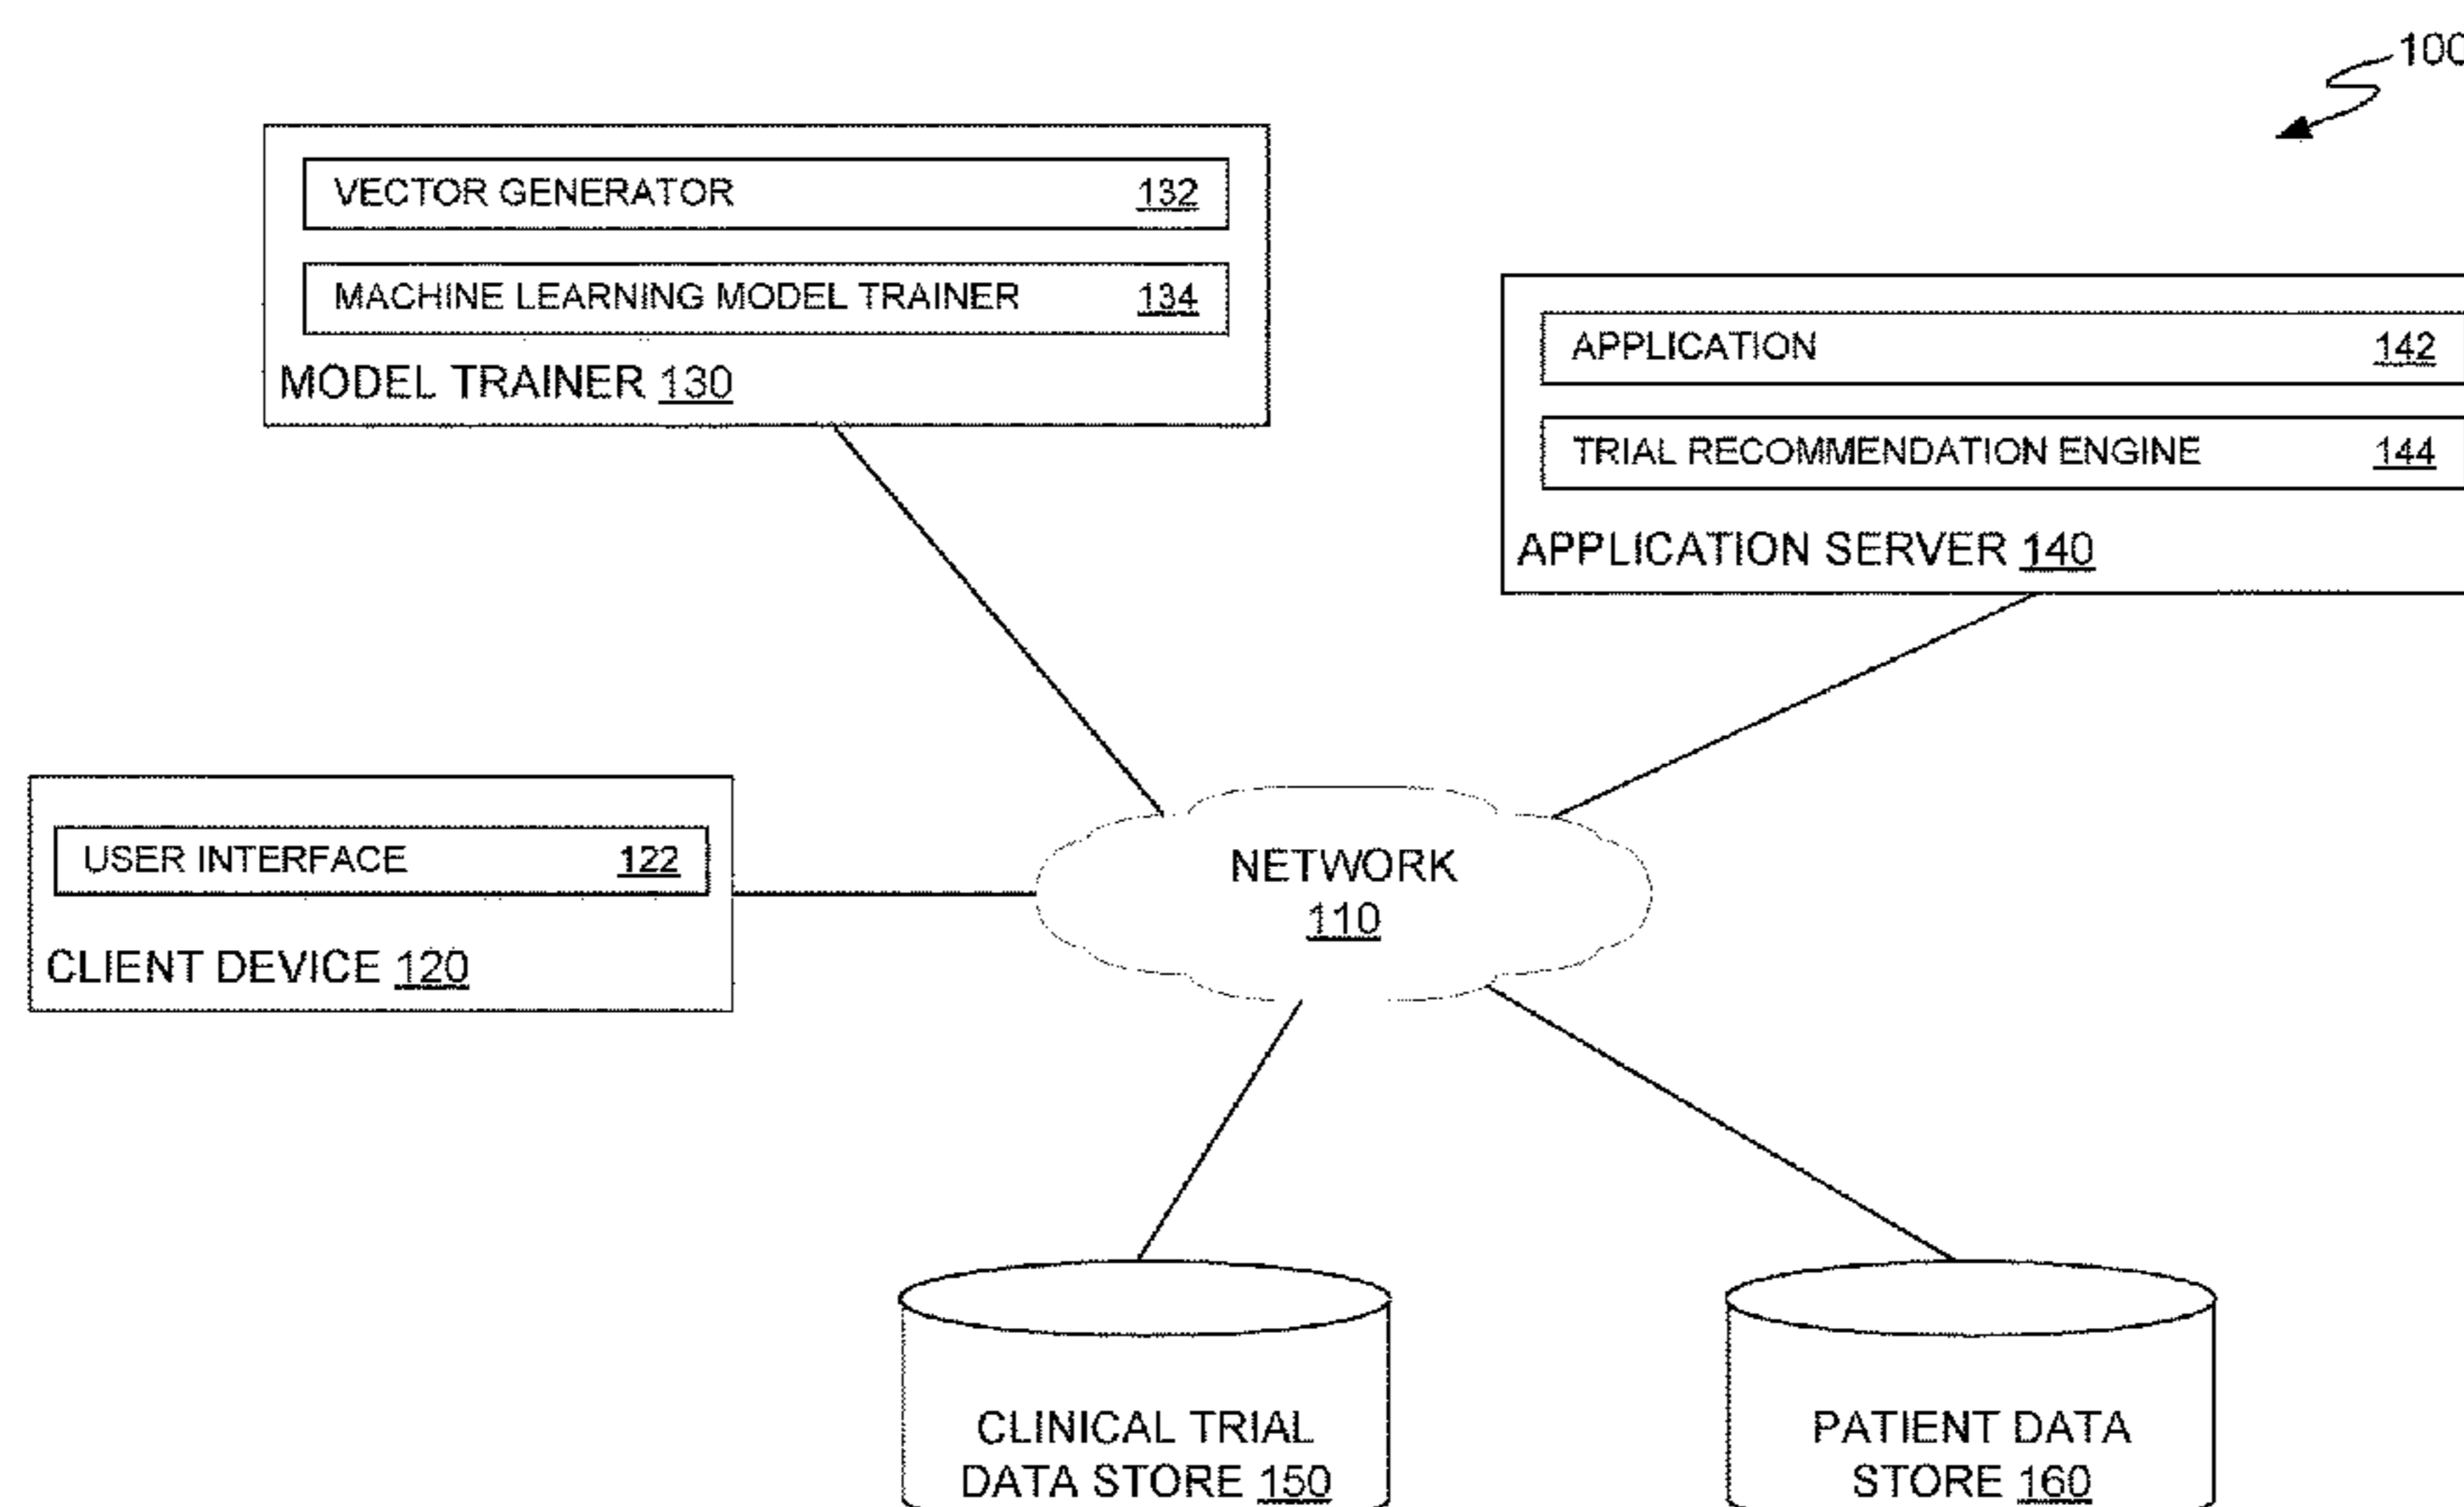 100
VECTOR GENERATOR 132
MACHINE LEARNING MODEL TRAINER 134
MODEL TRAINER 130
APPLICATION 142
TRIAL RECOMMENDATION ENGINE 144
APPLICATION SERVER 140
USER INTERFACE 122
CLIENT DEVICE 120
NETWORK
110
CLINICAL TRIAL
DATA STORE 150
PATIENT DATA
STORE 160